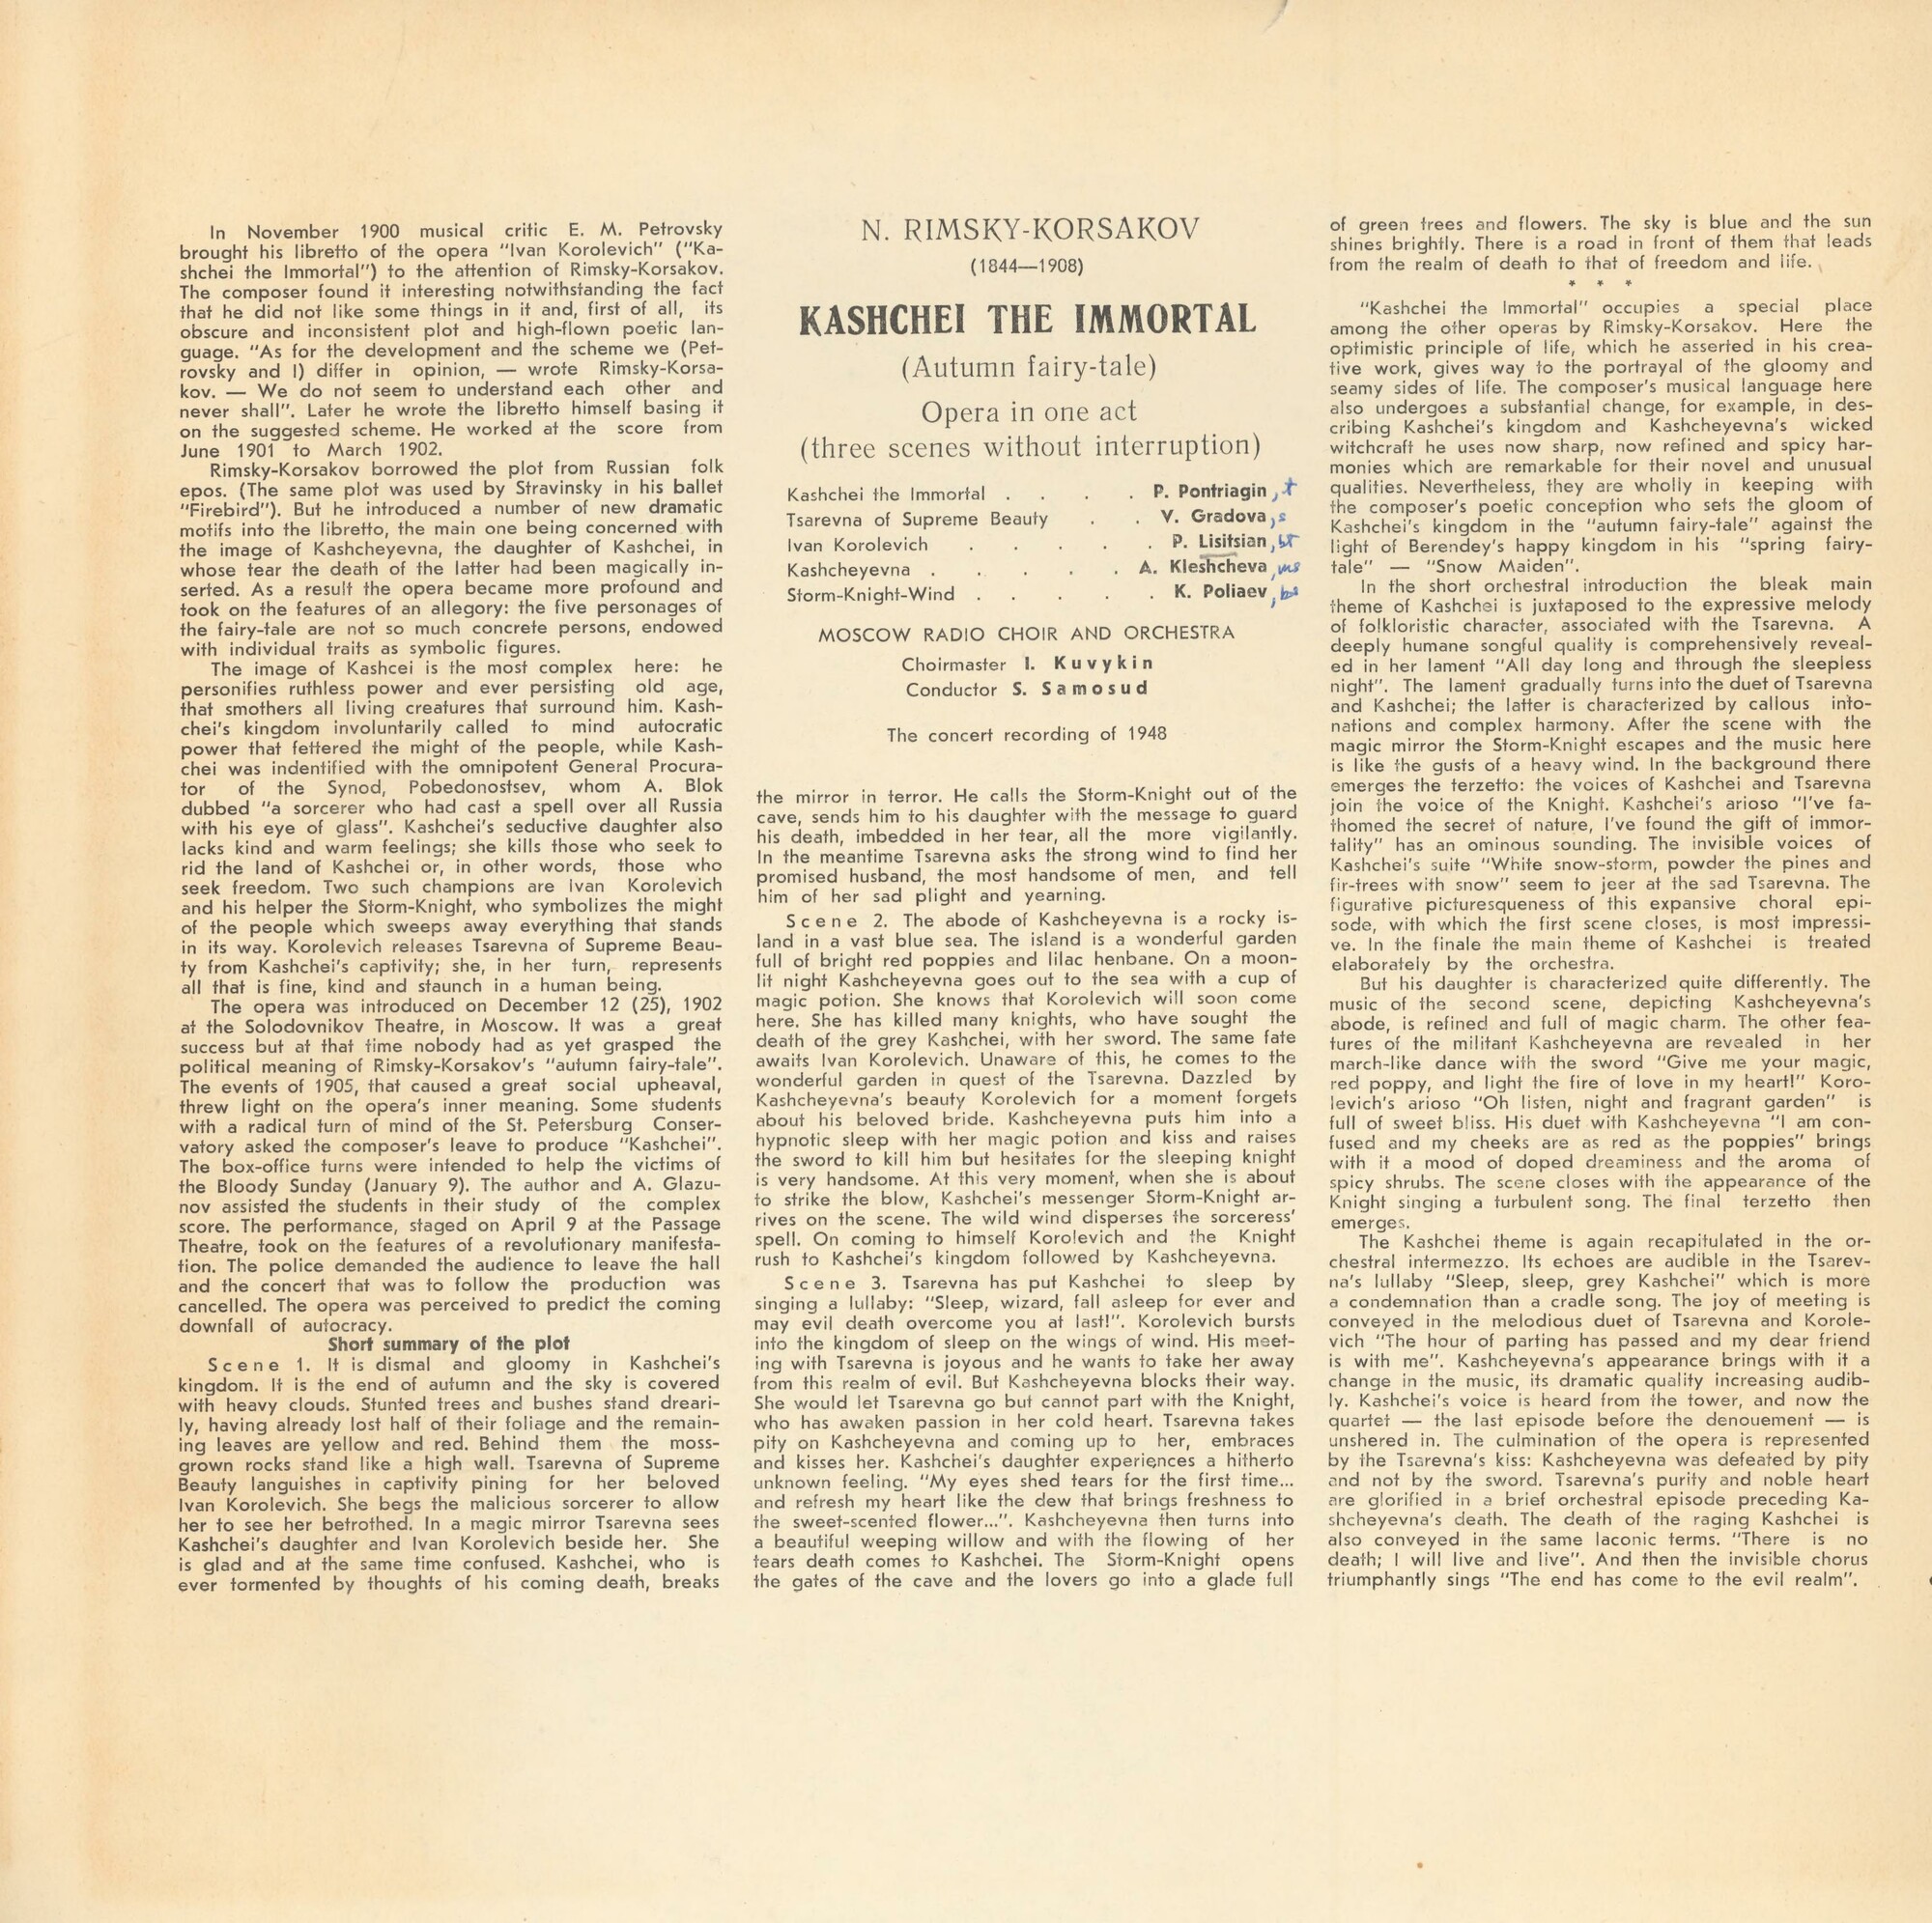 In November 1900 musical critic E. M. Petrovsky
brought his libretto of the opera “Ivan Korolevich” (“Ka-
shchei the Immortal”) to the attention of Rimsky-Korsakov.
The composer found it interesting notwithstanding the fact
that he did not like some things in it and, first of all, its
obscure and inconsistent plot and high-flown poetic lan-
guage. “As for the development and the scheme we (Pet-
rovsky and I) differ in opinion, — wrote Rimsky-Korsa-
kov. — We do not seem to understand each other and
never shall”. Later he wrote the libretto himself basing it
on the suggested scheme. He worked at the score from
June 1901 to March 1902.
Rimsky-Korsakov borrowed the plot from Russian folk
epos. (The same plot was used by Stravinsky in his ballet
“Firebird”). But he introduced a number of new dramatic
motifs into the libretto, the main one being concerned with
the image of Kashcheyevna, the daughter of Kashchei, in
whose tear the death of the latter had been magically in-
serted. As a result the opera became more profound and
took on the features of an allegory: the five personages of
the fairy-tale are not so much concrete persons, endowed
with individual traits as symbolic figures.
The image of Kashcei is the most complex here: he
personifies ruthless power and ever persisting old age,
that smothers all living creatures that surround him. Kash-
chei’s kingdom involuntarily called to mind autocratic
power that fettered the might of the people, while Kash-
chei was indentified with the omnipotent General Procura-
tor of the Synod, Pobedonostsev, whom A. Blok
dubbed “a sorcerer who had cast a spell over all Russia
with his eye of glass”. Kashchei’s seductive daughter also
lacks kind and warm feelings; she kills those who seek to
rid the land of Kashchei or, in other words, those who
seek freedom. Two such champions are Ivan Korolevich
and his helper the Storm-Knight, who symbolizes the might
of the people which sweeps away everything that stands
in its way. Korolevich releases Tsarevna of Supreme Beau-
ty from Kashchei’s captivity; she, in her turn, represents
all that is fine, kind and staunch in a human being.
The opera was introduced on December 12 (25), 1902
at the Solodovnikov Theatre, in Moscow. It was a great
success but at that time nobody had as yet grasped the
political meaning of Rimsky-Korsakov’s “autumn fairy-tale”.
The events of 1905, that caused a great social upheaval,
threw light on the opera’s inner meaning. Some students
with a radical turn of mind of the St. Petersburg Conser-
vatory asked the composer’s leave to produce “Kashchei”.
The box-office turns were intended to help the victims of
the Bloody Sunday (January 9). The author and A. Glazu-
nov assisted the students in their study of the complex
score. The performance, staged on April 9 at the Passage
Theatre, took on the features of a revolutionary manifesta-
tion. The police demanded the audience to leave the hall
and the concert that was to follow the production was
cancelled. The opera was perceived to predict the coming
downfall of autocracy.
Short summary of the plot
Scene 1. It is dismal and gloomy in Kashchei’s
kingdom. It is the end of autumn and the sky is covered
with heavy clouds. Stunted trees and bushes stand dreari-
ly, having already lost half of their foliage and the remain-
ing leaves are yellow and red. Behind them the moss-
grown rocks stand like a high wall. Tsarevna of Supreme
Beauty languishes in captivity pining for her beloved
Ivan Korolevich. She begs the malicious sorcerer to allow
her to see her betrothed. In a magic mirror Tsarevna sees
Kashchei’s daughter and Ivan Korolevich beside her. She
is glad and at the same time confused. Kashchei, who is
ever tormented by thoughts of his coming death, breaks
N. RIMSKY-KORSAKOV
(1844—1908)
KASHCHEI THE IMMORTAL
(Autumn fairy-tale)
Opera in one act
(three scenes without interruption)
Kashchei the Immortal . . . . P. Pontriagin, t
Tsarevna of Supreme Beauty . . V. Gradova, s
Ivan Korolevich . . . . . P. Lisitsian, br
Kashcheyevna . . . . . A. Kleshcheva, ms
Storm-Knight-Wind . . . . . K. Poliaev, bs
MOSCOW RADIO CHOIR AND ORCHESTRA
Choirmaster I. Kuvykin
Conductor S. Samosud
The concert recording of 1948
the mirror in terror. He calls the Storm-Knight out of the
cave, sends him to his daughter with the message to guard
his death, imbedded in her tear, all the more vigilantly.
In the meantime Tsarevna asks the strong wind to find her
promised husband, the most handsome of men, and tell
him of her sad plight and yearning.
Scene 2. The abode of Kashcheyevna is a rocky is-
land in a vast blue sea. The island is a wonderful garden
full of bright red poppies and lilac henbane. On a moon-
lit night Kashcheyevna goes out to the sea with a cup of
magic potion. She knows that Korolevich will soon come
here. She has killed many knights, who have sought the
death of the grey Kashchei, with her sword. The same fate
awaits Ivan Korolevich. Unaware of this, he comes to the
wonderful garden in quest of the Tsarevna. Dazzled by
Kashcheyevna’s beauty Korolevich for a moment forgets
about his beloved bride. Kashcheyevna puts him into a
hypnotic sleep with her magic potion and kiss and raises
the sword to kill him but hesitates for the sleeping knight
is very handsome. At this very moment, when she is about
to strike the blow, Kashchei’s messenger Storm-Knight ar-
rives on the scene. The wild wind disperses the sorceress’
spell. On coming to himself Korolevich and the Knight
rush to Kashchei’s kingdom followed by Kashcheyevna.
Scene 3. Tsarevna has put Kashchei to sleep by
singing a lullaby: “Sleep, wizard, fall asleep for ever and
may evil death overcome you at last!”. Korolevich bursts
into the kingdom of sleep on the wings of wind. His meet-
ing with Tsarevna is joyous and he wants to take her away
from this realm of evil. But Kashcheyevna blocks their way.
She would let Tsarevna go but cannot part with the Knight,
who has awaken passion in her cold heart. Tsarevna takes
pity on Kashcheyevna and coming up to her, embraces
and kisses her. Kashchei’s daughter experiences a hitherto
unknown feeling. “My eyes shed tears for the first time...
and refresh my heart like the dew that brings freshness to
the sweet-scented flower...”. Kashcheyevna then turns into
a beautiful weeping willow and with the flowing of her
tears death comes to Kashchei. The Storm-Knight opens
the gates of the cave and the lovers go into a glade full
of green trees and flowers. The sky is blue and the sun
shines brightly. There is a road in front of them that leads
from the realm of death to that of freedom and life.
* * *
“Kashchei the Immortal” occupies a special place
among the other operas by Rimsky-Korsakov. Here the
optimistic principle of life, which he asserted in his crea-
tive work, gives way to the portrayal of the gloomy and
seamy sides of life. The composer’s musical language here
also undergoes a substantial change, for example, in des-
cribing Kashchei’s kingdom and Kashcheyevna’s wicked
witchcraft he uses now sharp, now refined and spicy har-
monies which are remarkable for their novel and unusual
qualities. Nevertheless, they are wholly in keeping with
the composer’s poetic conception who sets the gloom of
Kashchei’s kingdom in the “autumn fairy-tale” against the
light of Berendey’s happy kingdom in his “spring fairy-
tale” — “Snow Maiden”.
In the short orchestral introduction the bleak main
theme of Kashchei is juxtaposed to the expressive melody
of folkloristic character, associated with the Tsarevna. A
deeply humane songful quality is comprehensively reveal-
ed in her lament “All day long and through the sleepless
night”. The lament gradually turns into the duet of Tsarevna
and Kashchei; the latter is characterized by callous into-
nations and complex harmony. After the scene with the
magic mirror the Storm-Knight escapes and the music here
is like the gusts of a heavy wind. In the background there
emerges the terzetto: the voices of Kashchei and Tsarevna
join the voice of the Knight. Kashchei’s arioso “I’ve fa-
thomed the secret of nature, I’ve found the gift of immor-
tality” has an ominous sounding. The invisible voices of
Kashchei’s suite “White snow-storm, powder the pines and
fir-trees with snow” seem to jeer at the sad Tsarevna. The
figurative picturesqueness of this expansive choral epi-
sode, with which the first scene closes, is most impressi-
ve. In the finale the main theme of Kashchei is treated
elaborately by the orchestra.
But his daughter is characterized quite differently. The
music of the second scene, depicting Kashcheyevna’s
abode, is refined and full of magic charm. The other fea-
tures of the militant Kashcheyevna are revealed in her
march-like dance with the sword “Give me your magic,
red poppy, and light the fire of love in my heart!” Koro-
levich’s arioso “Oh listen, night and fragrant garden” is
full of sweet bliss. His duet with Kashcheyevna “I am con-
fused and my cheeks are as red as the poppies” brings
with it a mood of doped dreaminess and the aroma of
spicy shrubs. The scene closes with the appearance of the
Knight singing a turbulent song. The final terzetto then
emerges.
The Kashchei theme is again recapitulated in the or-
chestral intermezzo. Its echoes are audible in the Tsarev-
na’s lullaby “Sleep, sleep, grey Kashchei” which is more
a condemnation than a cradle song. The joy of meeting is
conveyed in the melodious duet of Tsarevna and Korole-
vich “The hour of parting has passed and my dear friend
is with me”. Kashcheyevna’s appearance brings with it a
change in the music, its dramatic quality increasing audib-
ly. Kashchei’s voice is heard from the tower, and now the
quartet — the last episode before the denouement — is
unshered in. The culmination of the opera is represented
by the Tsarevna’s kiss: Kashcheyevna was defeated by pity
and not by the sword. Tsarevna’s purity and noble heart
are glorified in a brief orchestral episode preceding Ka-
shcheyevna’s death. The death of the raging Kashchei is
also conveyed in the same laconic terms. “There is no
death; I will live and live”. And then the invisible chorus
triumphantly sings “The end has come to the evil realm”.